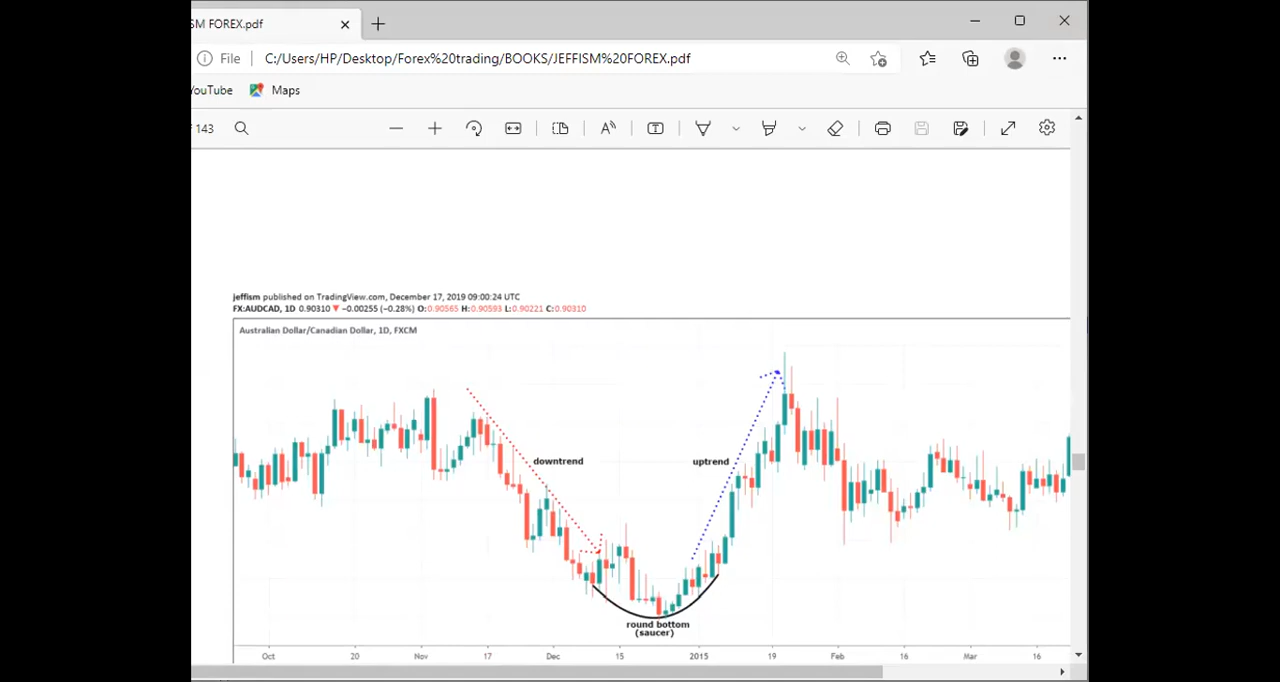 SM FOREX.pdf
File
C:/Users/HP/Desktop/Forex%20trading/BOOKS/JEFFISM%20FOREX.pdf
YouTube
Maps
143
jeffism published on TradingView.com, December 17, 2019 09:00:24 UTC
FX:AUDCAD, 1D 0.90310 ▼ −0.00255 (−0.28%) O:0.90565 H:0.90593 L:0.90221 C:0.90310
Australian Dollar/Canadian Dollar, 1D, FXCM
downtrend
uptrend
round bottom
(saucer)
Oct 20 Nov 17 Dec 15 2015 19 Feb 16 Mar 16